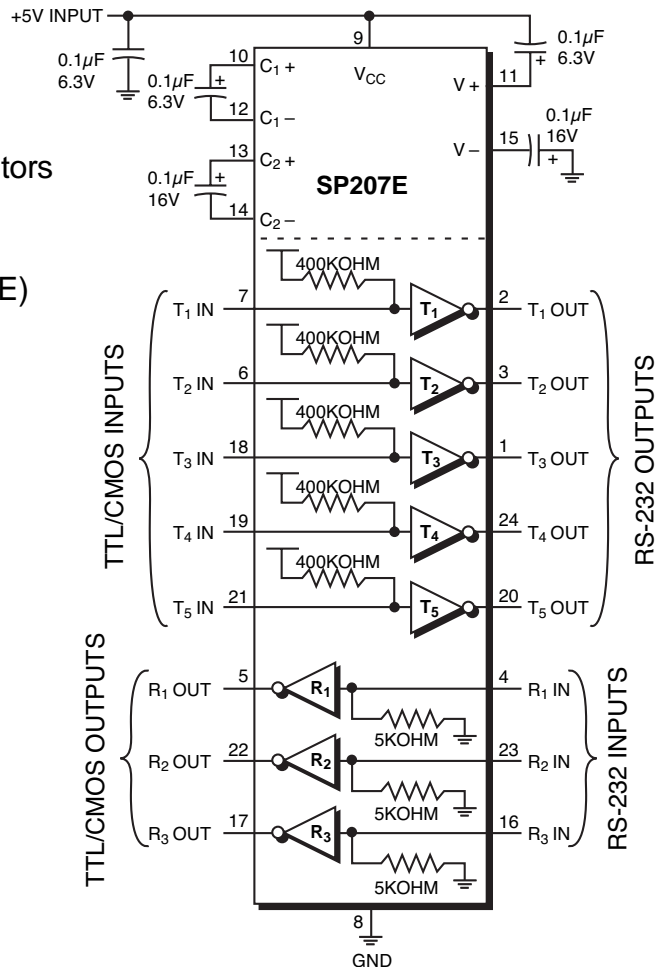 +5V INPUT
0.1µF
6.3V
9
VCC
10
C1 +
0.1µF
6.3V
+
12
C1 –
13
C2 +
0.1µF
16V
+
14
C2 –
0.1µF
6.3V
+
11
V +
0.1µF
16V
15
V –
+
tors
E)
SP207E
TTL/CMOS INPUTS
RS-232 OUTPUTS
400KOHM
T1 IN 7 T1 2 T1 OUT
400KOHM
T2 IN 6 T2 3 T2 OUT
400KOHM
T3 IN 18 T3 1 T3 OUT
400KOHM
T4 IN 19 T4 24 T4 OUT
400KOHM
T5 IN 21 T5 20 T5 OUT
TTL/CMOS OUTPUTS
RS-232 INPUTS
R1 OUT 5 R1 4 R1 IN
5KOHM
R2 OUT 22 R2 23 R2 IN
5KOHM
R3 OUT 17 R3 16 R3 IN
5KOHM
8
GND